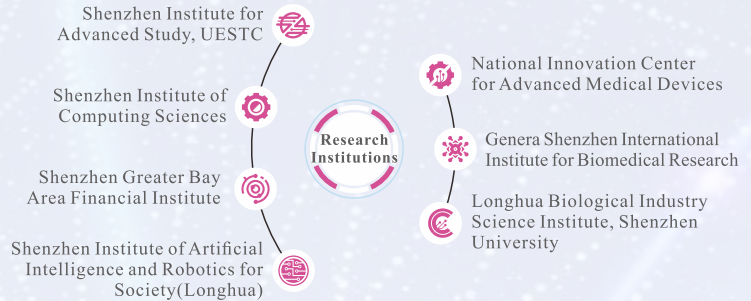 Shenzhen Institute for
Advanced Study, UESTC
Shenzhen Institute of
Computing Sciences
Shenzhen Greater Bay
Area Financial Institute
Shenzhen Institute of Artificial
Intelligence and Robotics for
Society(Longhua)
Research
Institutions
National Innovation Center
for Advanced Medical Devices
Genera Shenzhen International
Institute for Biomedical Research
Longhua Biological Industry
Science Institute, Shenzhen
University